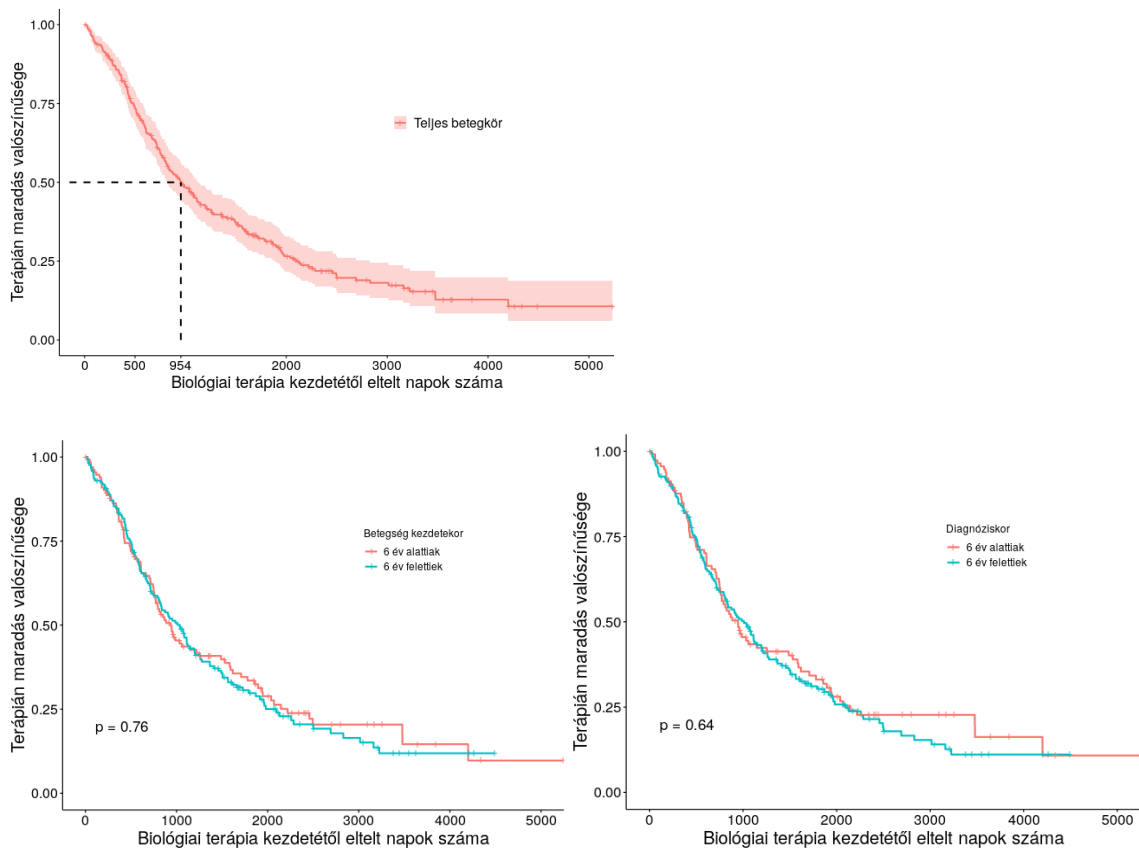 Terápián maradás valószínűsége
1.00
0.75
0.50
0.25
0.00
Teljes betegkör
0 500 954 2000 3000 4000 5000
Biológiai terápia kezdetétől eltelt napok száma
Terápián maradás valószínűsége
1.00
0.75
0.50
0.25
0.00
Betegség kezdetekor
6 év alattiak
6 év felettiek
p = 0.76
0 1000 2000 3000 4000 5000
Biológiai terápia kezdetétől eltelt napok száma
Terápián maradás valószínűsége
1.00
0.75
0.50
0.25
0.00
Diagnóziskor
6 év alattiak
6 év felettiek
p = 0.64
0 1000 2000 3000 4000 5000
Biológiai terápia kezdetétől eltelt napok száma